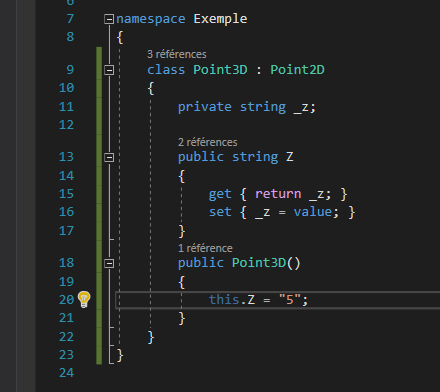 6
7 namespace Exemple
8 {
3 références
9 class Point3D : Point2D
10 {
11 private string _z;
12
2 références
13 public string Z
14 {
15 get { return _z; }
16 set { _z = value; }
17 }
1 référence
18 public Point3D()
19 {
20 this.Z = "5";
21 }
22 }
23 }
24